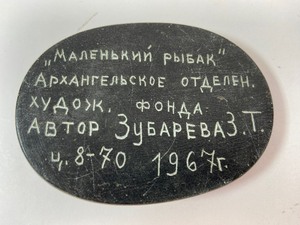 „Маленький рыбак"
Архангельское отделен.
худож. фонда
Автор Зубарева З.Т.
ц. 8-70 1967г.